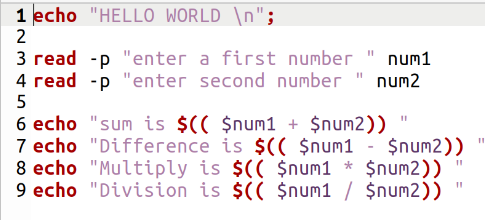 1 echo "HELLO WORLD \n";
2
3 read -p "enter a first number " num1
4 read -p "enter second number " num2
5
6 echo "sum is $(( $num1 + $num2)) "
7 echo "Difference is $(( $num1 - $num2)) "
8 echo "Multiply is $(( $num1 * $num2)) "
9 echo "Division is $(( $num1 / $num2)) "